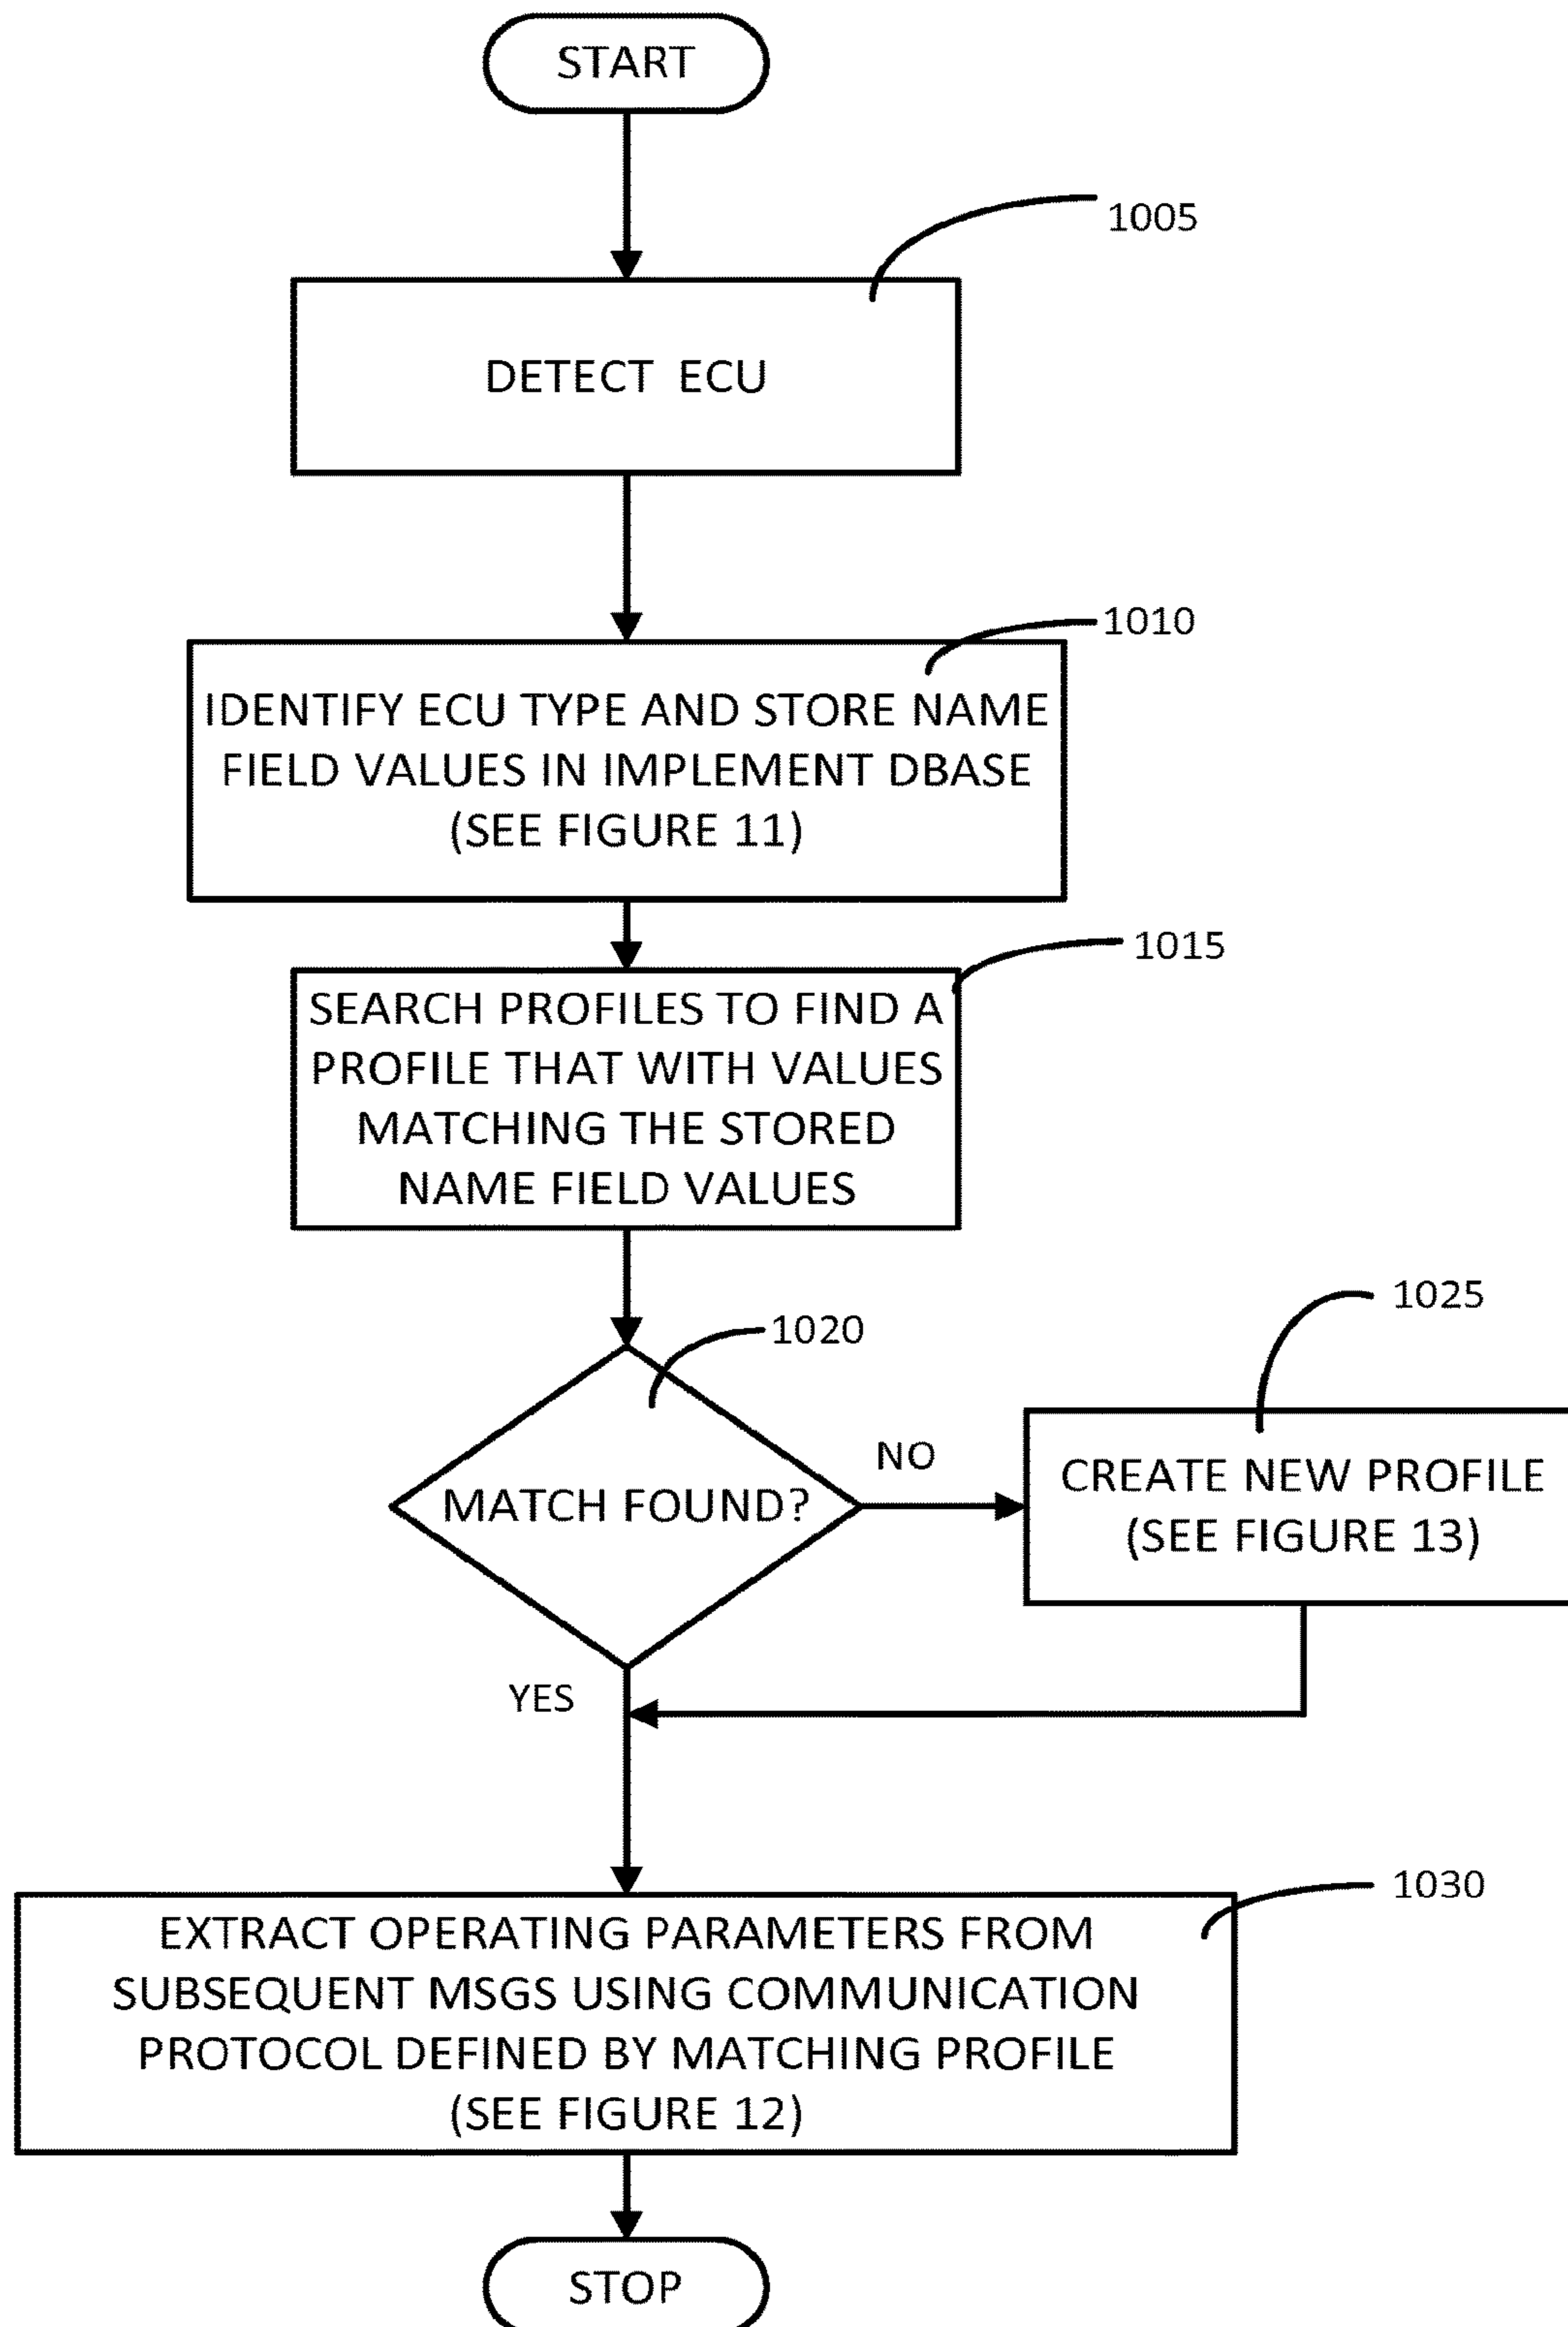 START
1005
DETECT ECU
1010
IDENTIFY ECU TYPE AND STORE NAME
FIELD VALUES IN IMPLEMENT DBASE
(SEE FIGURE 11)
1015
SEARCH PROFILES TO FIND A
PROFILE THAT WITH VALUES
MATCHING THE STORED
NAME FIELD VALUES
1020
MATCH FOUND?
NO
1025
CREATE NEW PROFILE
(SEE FIGURE 13)
YES
1030
EXTRACT OPERATING PARAMETERS FROM
SUBSEQUENT MSGS USING COMMUNICATION
PROTOCOL DEFINED BY MATCHING PROFILE
(SEE FIGURE 12)
STOP